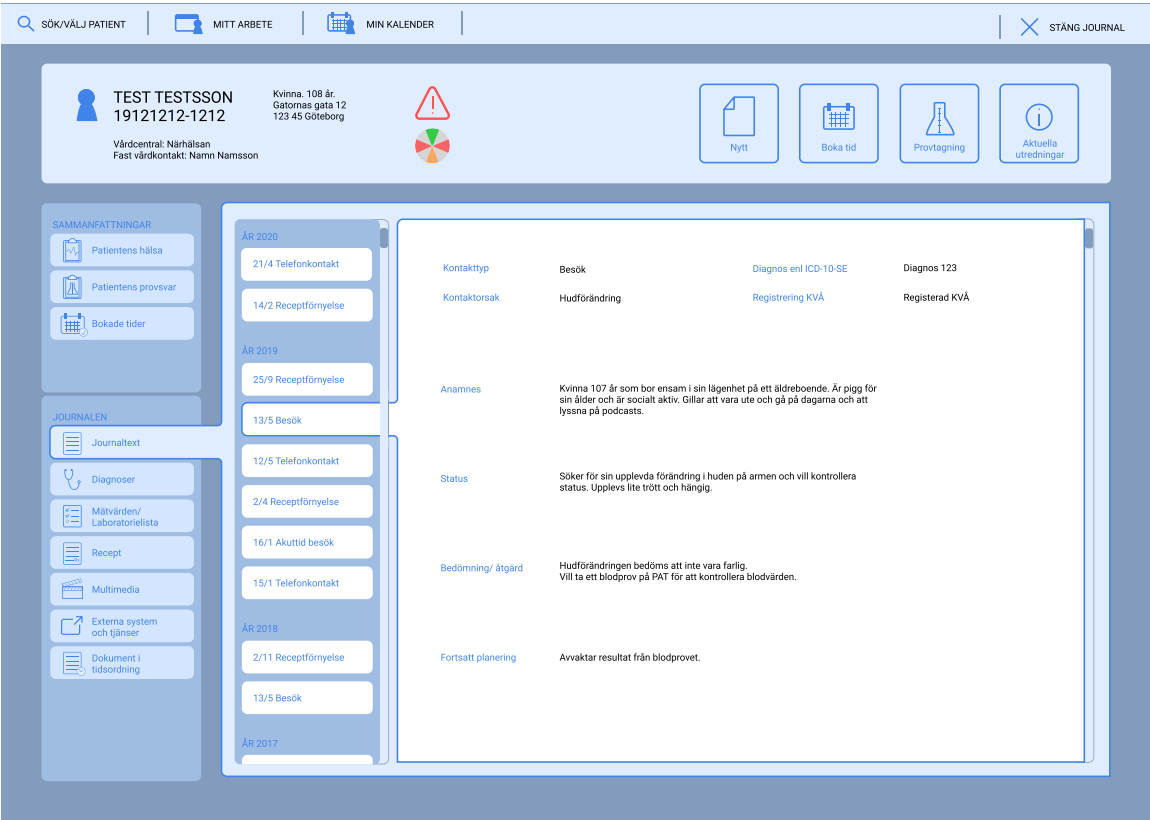 SÖK/VÄLJ PATIENT
MITT ARBETE
MIN KALENDER
STÄNG JOURNAL
TEST TESTSSON
19121212-1212
Vårdcentral: Närhälsan
Fast vårdkontakt: Namn Namsson
Kvinna. 108 år.
Gatornas gata 12
123 45 Göteborg
Nytt
Boka tid
Provtagning
Aktuella
utredningar
SAMMANFATTNINGAR
Patientens hälsa
Patientens provsvar
Bokade tider
JOURNALEN
Journaltext
Diagnoser
Mätvärden/
Laboratorielista
Recept
Multimedia
Externa system
och tjänser
Dokument i
tidsordning
ÅR 2020
21/4 Telefonkontakt
14/2 Receptförnyelse
ÅR 2019
25/9 Receptförnyelse
13/5 Besök
12/5 Telefonkontakt
2/4 Receptförnyelse
16/1 Akuttid besök
15/1 Telefonkontakt
ÅR 2018
2/11 Receptförnyelse
13/5 Besök
ÅR 2017
Kontakttyp
Besök
Diagnos enl ICD-10-SE
Diagnos 123
Kontaktorsak
Hudförändring
Registrering KVÅ
Registerad KVÅ
Anamnes
Kvinna 107 år som bor ensam i sin lägenhet på ett äldreboende. Är pigg för
sin ålder och är socialt aktiv. Gillar att vara ute och gå på dagarna och att
lyssna på podcasts.
Status
Söker för sin upplevda förändring i huden på armen och vill kontrollera
status. Upplevs lite trött och hängig.
Bedömning/ åtgärd
Hudförändringen bedöms att inte vara farlig.
Vill ta ett blodprov på PAT för att kontrollera blodvärden.
Fortsatt planering
Avvaktar resultat från blodprovet.